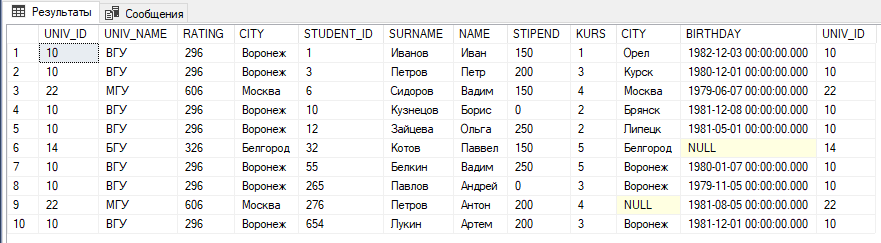 Результаты Сообщения
UNIV_ID UNIV_NAME RATING CITY STUDENT_ID SURNAME NAME STIPEND KURS CITY BIRTHDAY UNIV_ID
1 10 ВГУ 296 Воронеж 1 Иванов Иван 150 1 Орел 1982-12-03 00:00:00.000 10
2 10 ВГУ 296 Воронеж 3 Петров Петр 200 3 Курск 1980-12-01 00:00:00.000 10
3 22 МГУ 606 Москва 6 Сидоров Вадим 150 4 Москва 1979-06-07 00:00:00.000 22
4 10 ВГУ 296 Воронеж 10 Кузнецов Борис 0 2 Брянск 1981-12-08 00:00:00.000 10
5 10 ВГУ 296 Воронеж 12 Зайцева Ольга 250 2 Липецк 1981-05-01 00:00:00.000 10
6 14 БГУ 326 Белгород 32 Котов Паввел 150 5 Белгород NULL 14
7 10 ВГУ 296 Воронеж 55 Белкин Вадим 250 5 Воронеж 1980-01-07 00:00:00.000 10
8 10 ВГУ 296 Воронеж 265 Павлов Андрей 0 3 Воронеж 1979-11-05 00:00:00.000 10
9 22 МГУ 606 Москва 276 Петров Антон 200 4 NULL 1981-08-05 00:00:00.000 22
10 10 ВГУ 296 Воронеж 654 Лукин Артем 200 3 Воронеж 1981-12-01 00:00:00.000 10